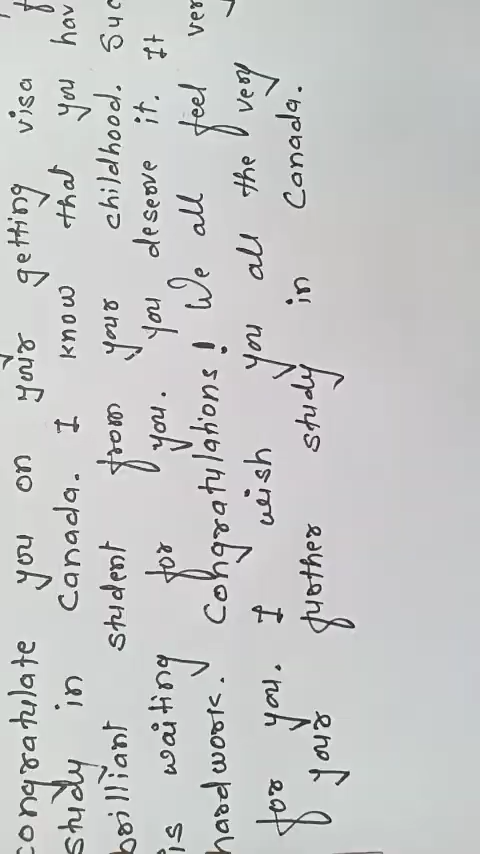 congratulate you on your getting visa f
study in Canada. I know that you hav
brilliant student from your childhood. Suc
is waiting for you. you deserve it. It
hardwork. Congratulations! We all feel ver
for you. I wish you all the very
your further study in Canada.